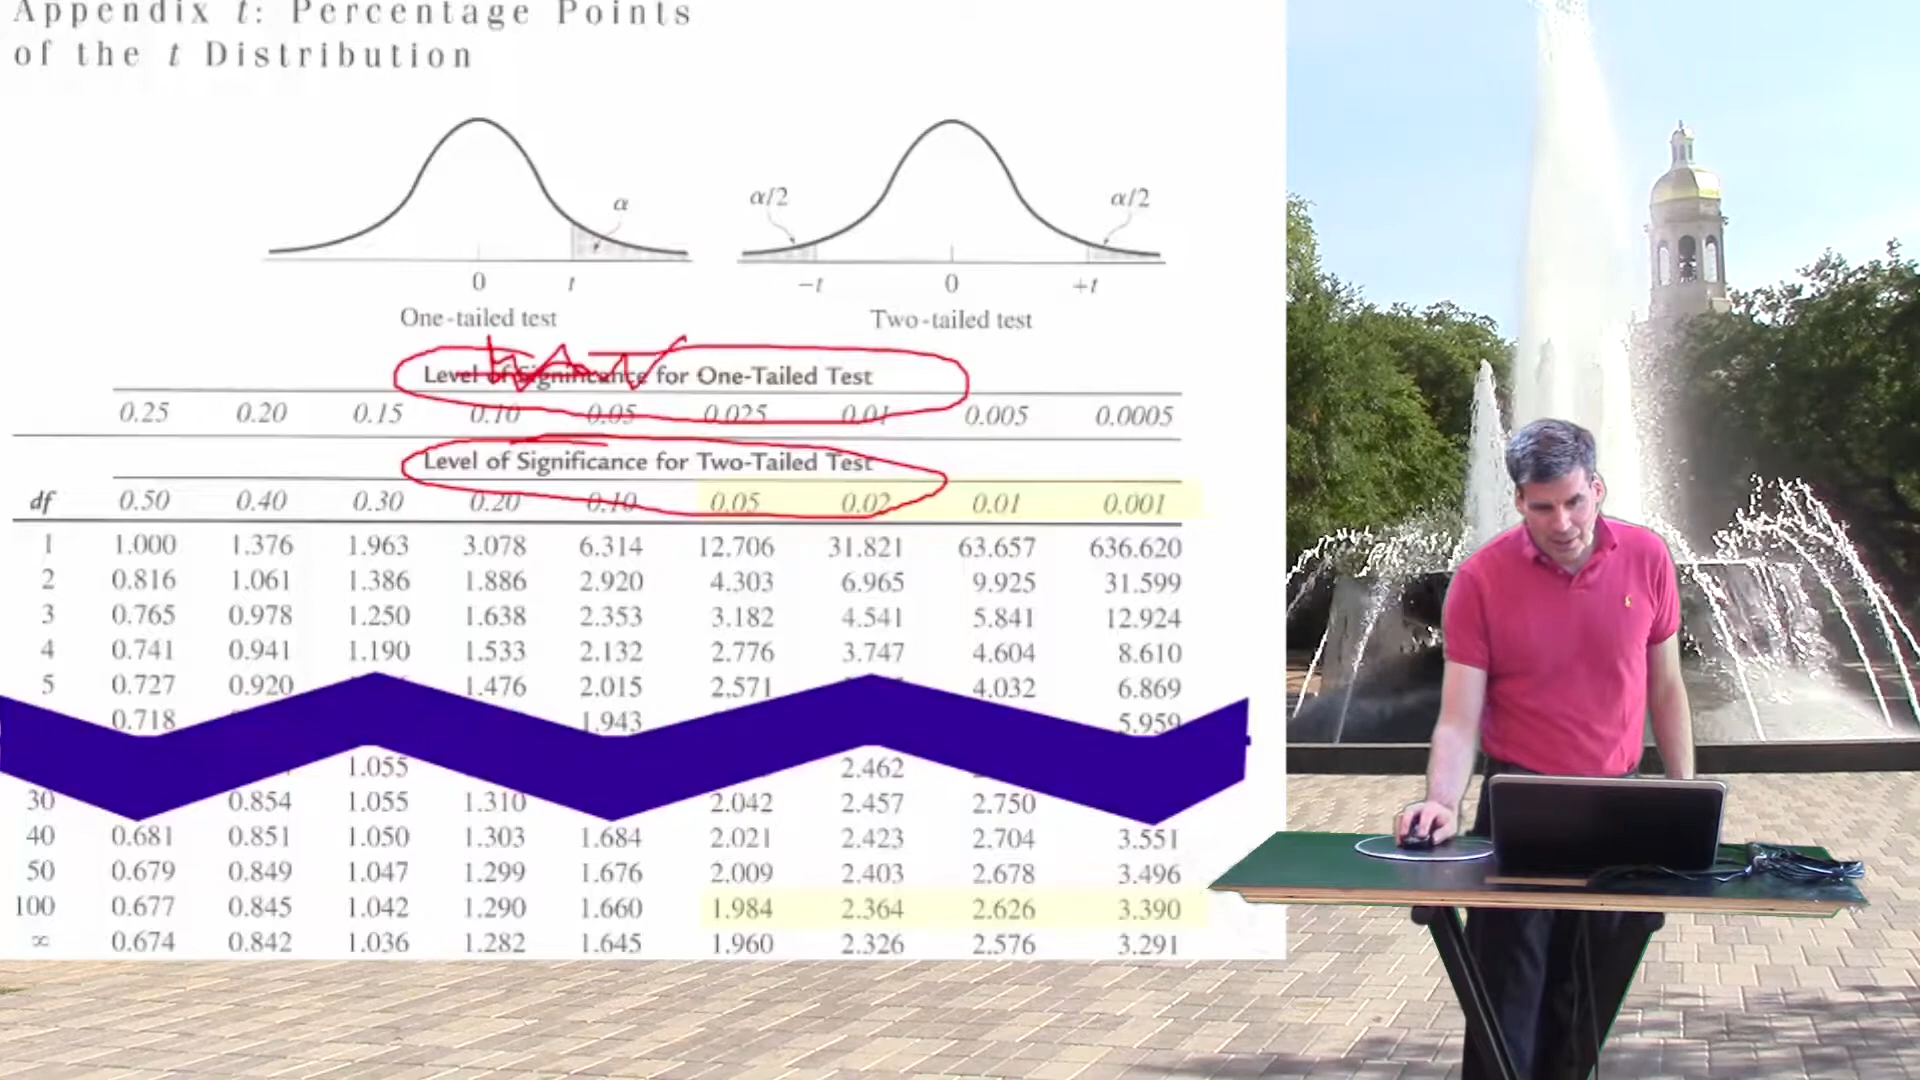 Appendix t: Percentage Points
of the t Distribution
α
α/2
α/2
0
t
−t
0
+t
One-tailed test
Two-tailed test
Level of Significance for One-Tailed Test
0.25 0.20 0.15 0.10 0.05 0.025 0.01 0.005 0.0005
Level of Significance for Two-Tailed Test
df 0.50 0.40 0.30 0.20 0.10 0.05 0.02 0.01 0.001
1 1.000 1.376 1.963 3.078 6.314 12.706 31.821 63.657 636.620
2 0.816 1.061 1.386 1.886 2.920 4.303 6.965 9.925 31.599
3 0.765 0.978 1.250 1.638 2.353 3.182 4.541 5.841 12.924
4 0.741 0.941 1.190 1.533 2.132 2.776 3.747 4.604 8.610
5 0.727 0.920 1.476 2.015 2.571 4.032 6.869
0.718 1.943 5.959
1.055 2.462
30 0.854 1.055 1.310 2.042 2.457 2.750
40 0.681 0.851 1.050 1.303 1.684 2.021 2.423 2.704 3.551
50 0.679 0.849 1.047 1.299 1.676 2.009 2.403 2.678 3.496
100 0.677 0.845 1.042 1.290 1.660 1.984 2.364 2.626 3.390
∞ 0.674 0.842 1.036 1.282 1.645 1.960 2.326 2.576 3.291